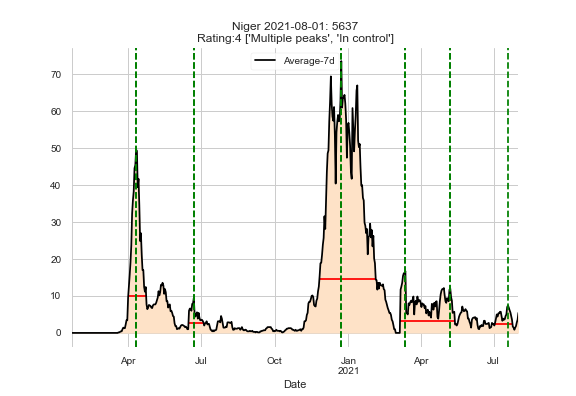 Niger 2021-08-01: 5637
Rating:4 ['Multiple peaks', 'In control']
Average-7d
70
60
50
40
30
20
10
0
Apr
Jul
Oct
Jan
2021
Apr
Jul
Date